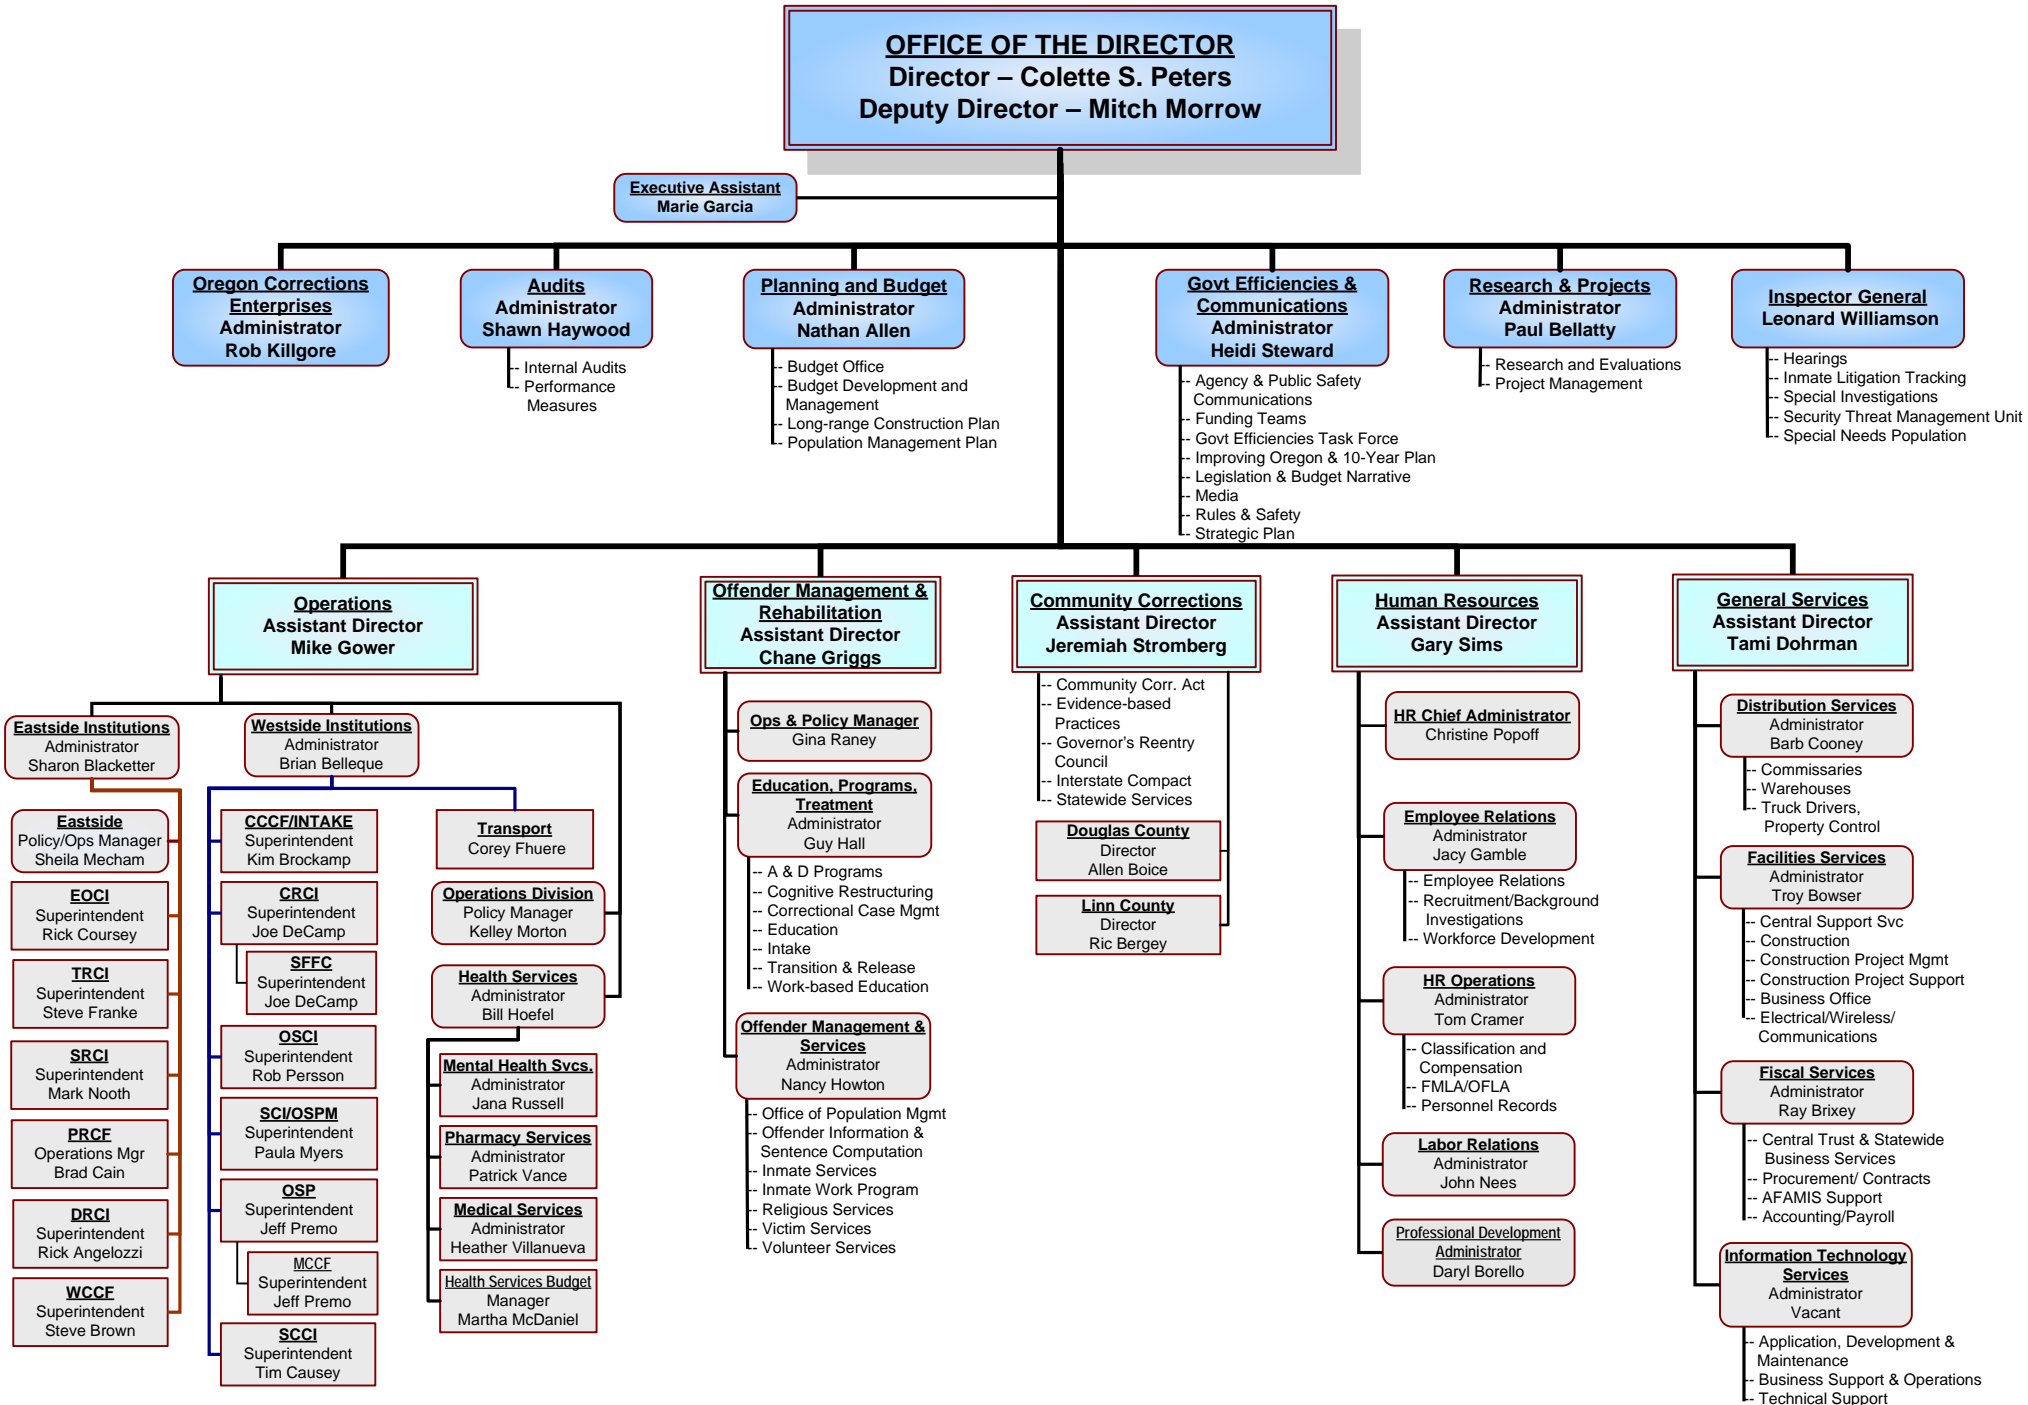 OFFICE OF THE DIRECTOR
Director – Colette S. Peters
Deputy Director – Mitch Morrow
Executive Assistant
Marie Garcia
Oregon Corrections
Enterprises
Administrator
Rob Killgore
Audits
Administrator
Shawn Haywood
-- Internal Audits
-- Performance
Measures
Planning and Budget
Administrator
Nathan Allen
-- Budget Office
-- Budget Development and
Management
-- Long-range Construction Plan
-- Population Management Plan
Govt Efficiencies &
Communications
Administrator
Heidi Steward
-- Agency & Public Safety
Communications
-- Funding Teams
-- Govt Efficiencies Task Force
-- Improving Oregon & 10-Year Plan
-- Legislation & Budget Narrative
-- Media
-- Rules & Safety
-- Strategic Plan
Research & Projects
Administrator
Paul Bellatty
-- Research and Evaluations
-- Project Management
Inspector General
Leonard Williamson
-- Hearings
-- Inmate Litigation Tracking
-- Special Investigations
-- Security Threat Management Unit
-- Special Needs Population
Operations
Assistant Director
Mike Gower
Eastside Institutions
Administrator
Sharon Blacketter
Eastside
Policy/Ops Manager
Sheila Mecham
EOCI
Superintendent
Rick Coursey
TRCI
Superintendent
Steve Franke
SRCI
Superintendent
Mark Nooth
PRCF
Operations Mgr
Brad Cain
DRCI
Superintendent
Rick Angelozzi
WCCF
Superintendent
Steve Brown
Westside Institutions
Administrator
Brian Belleque
CCCF/INTAKE
Superintendent
Kim Brockamp
CRCI
Superintendent
Joe DeCamp
SFFC
Superintendent
Joe DeCamp
OSCI
Superintendent
Rob Persson
SCI/OSPM
Superintendent
Paula Myers
OSP
Superintendent
Jeff Premo
MCCF
Superintendent
Jeff Premo
SCCI
Superintendent
Tim Causey
Transport
Corey Fhuere
Operations Division
Policy Manager
Kelley Morton
Health Services
Administrator
Bill Hoefel
Mental Health Svcs.
Administrator
Jana Russell
Pharmacy Services
Administrator
Patrick Vance
Medical Services
Administrator
Heather Villanueva
Health Services Budget
Manager
Martha McDaniel
Offender Management &
Rehabilitation
Assistant Director
Chane Griggs
Ops & Policy Manager
Gina Raney
Education, Programs,
Treatment
Administrator
Guy Hall
-- A & D Programs
-- Cognitive Restructuring
-- Correctional Case Mgmt
-- Education
-- Intake
-- Transition & Release
-- Work-based Education
Offender Management &
Services
Administrator
Nancy Howton
-- Office of Population Mgmt
-- Offender Information &
Sentence Computation
-- Inmate Services
-- Inmate Work Program
-- Religious Services
-- Victim Services
-- Volunteer Services
Community Corrections
Assistant Director
Jeremiah Stromberg
-- Community Corr. Act
-- Evidence-based
Practices
-- Governor's Reentry
Council
-- Interstate Compact
-- Statewide Services
Douglas County
Director
Allen Boice
Linn County
Director
Ric Bergey
Human Resources
Assistant Director
Gary Sims
HR Chief Administrator
Christine Popoff
Employee Relations
Administrator
Jacy Gamble
-- Employee Relations
-- Recruitment/Background
Investigations
-- Workforce Development
HR Operations
Administrator
Tom Cramer
-- Classification and
Compensation
-- FMLA/OFLA
-- Personnel Records
Labor Relations
Administrator
John Nees
Professional Development
Administrator
Daryl Borello
General Services
Assistant Director
Tami Dohrman
Distribution Services
Administrator
Barb Cooney
-- Commissaries
-- Warehouses
-- Truck Drivers,
Property Control
Facilities Services
Administrator
Troy Bowser
-- Central Support Svc
-- Construction
-- Construction Project Mgmt
-- Construction Project Support
-- Business Office
-- Electrical/Wireless/
Communications
Fiscal Services
Administrator
Ray Brixey
-- Central Trust & Statewide
Business Services
-- Procurement/ Contracts
-- AFAMIS Support
-- Accounting/Payroll
Information Technology
Services
Administrator
Vacant
-- Application, Development &
Maintenance
-- Business Support & Operations
-- Technical Support